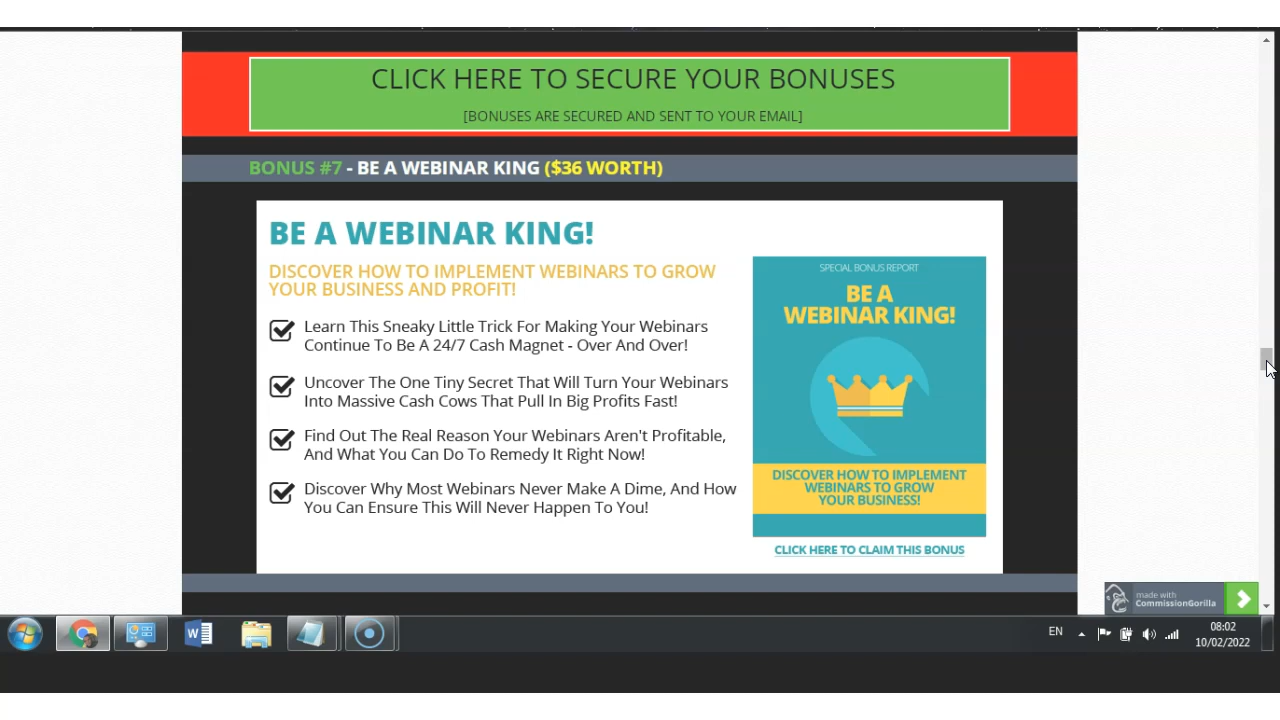 CLICK HERE TO SECURE YOUR BONUSES
[BONUSES ARE SECURED AND SENT TO YOUR EMAIL]
BONUS #7 - BE A WEBINAR KING ($36 WORTH)
BE A WEBINAR KING!
DISCOVER HOW TO IMPLEMENT WEBINARS TO GROW
YOUR BUSINESS AND PROFIT!
Learn This Sneaky Little Trick For Making Your Webinars
Continue To Be A 24/7 Cash Magnet - Over And Over!
Uncover The One Tiny Secret That Will Turn Your Webinars
Into Massive Cash Cows That Pull In Big Profits Fast!
Find Out The Real Reason Your Webinars Aren't Profitable,
And What You Can Do To Remedy It Right Now!
Discover Why Most Webinars Never Make A Dime, And How
You Can Ensure This Will Never Happen To You!
SPECIAL BONUS REPORT
BE A
WEBINAR KING!
DISCOVER HOW TO IMPLEMENT
WEBINARS TO GROW
YOUR BUSINESS!
CLICK HERE TO CLAIM THIS BONUS
made with
CommissionGorilla
W
EN
08:02
10/02/2022